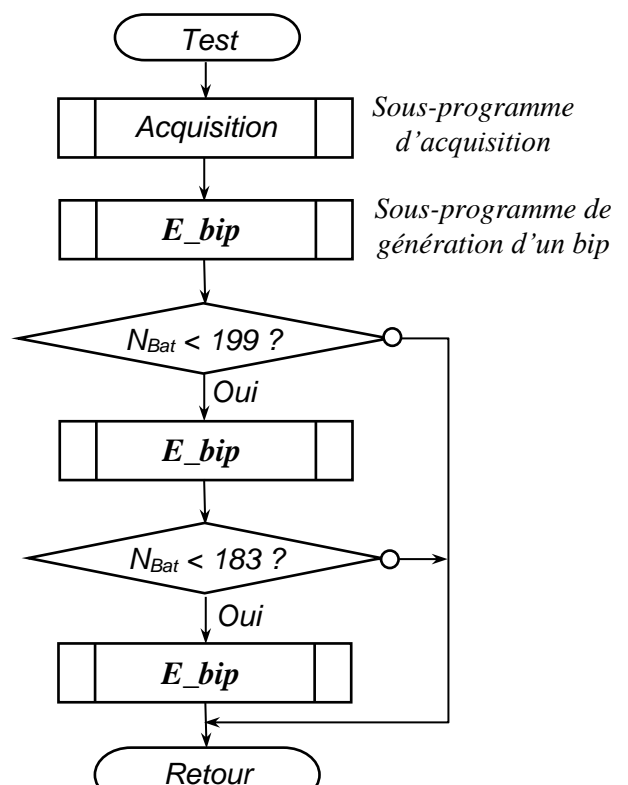 Test
Acquisition
Sous-programme
d'acquisition
E_bip
Sous-programme de
génération d'un bip
NBat < 199 ?
Oui
E_bip
NBat < 183 ?
Oui
E_bip
Retour